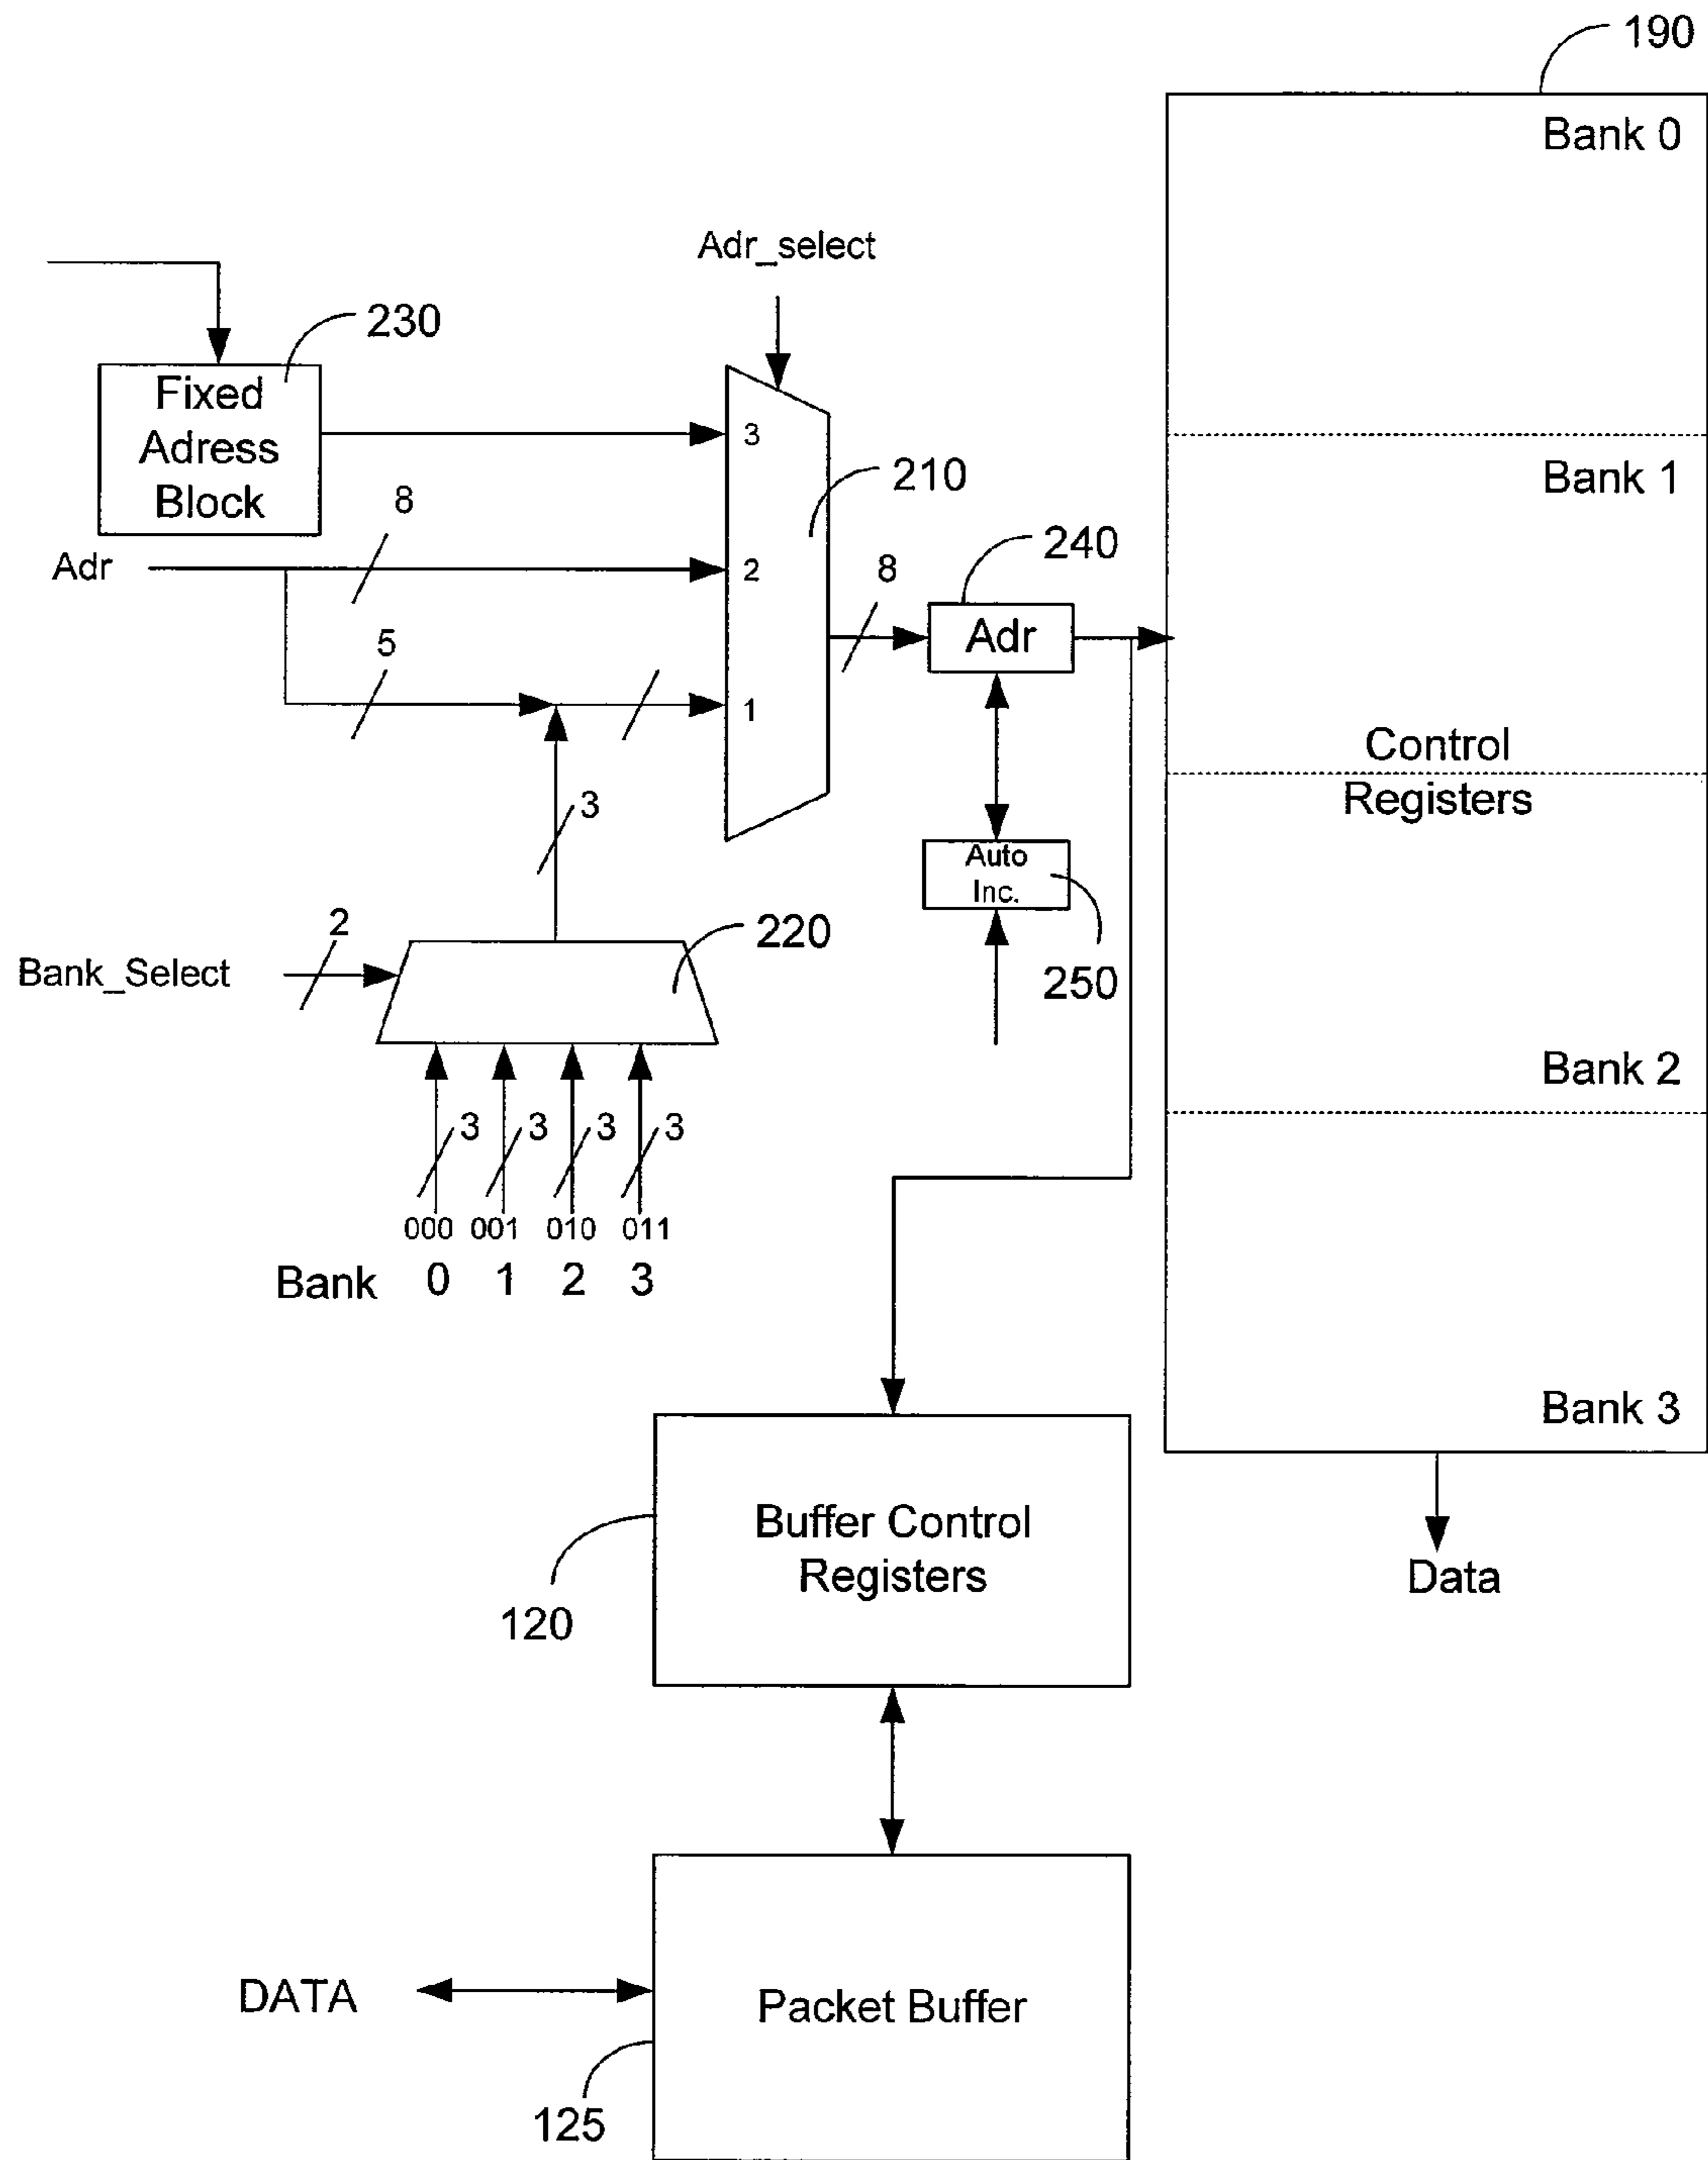 190
Bank 0
Adr_select
230
Fixed
Adress
Block
3
Bank 1
210
8
240
Adr
2
8
Adr
5
1
Control
Registers
3
Auto
Inc.
2
220
Bank_Select
250
Bank 2
3 3 3 3
000 001 010 011
Bank 0 1 2 3
Bank 3
Buffer Control
Registers
Data
120
DATA
Packet Buffer
125